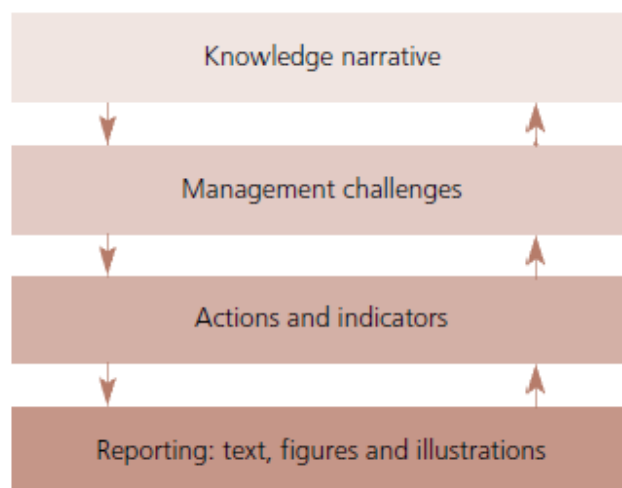 Knowledge narrative
Management challenges
Actions and indicators
Reporting: text, figures and illustrations